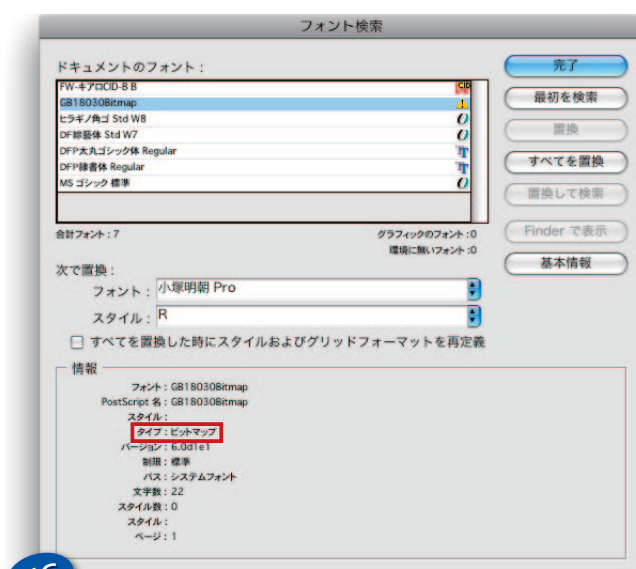 フォント検索
ドキュメントのフォント：
FW-キアロCID-B B
CID
GB18030Bitmap
ヒラギノ角ゴ Std W8
DF綜藝体 Std W7
DFP太丸ゴシック体 Regular
DFP隷書体 Regular
MS ゴシック 標準
合計フォント：7
グラフィックのフォント：0
環境に無いフォント：0
次で置換：
フォント：小塚明朝 Pro
スタイル：R
すべてを置換した時にスタイルおよびグリッドフォーマットを再定義
完了
最初を検索
置換
すべてを置換
置換して検索
Finder で表示
基本情報
情報
フォント：GB18030Bitmap
PostScript 名：GB18030Bitmap
スタイル：
タイプ：ビットマップ
バージョン：6.0d1e1
制限：標準
パス：システムフォント
文字数：22
スタイル数：0
スタイル：
ページ：1